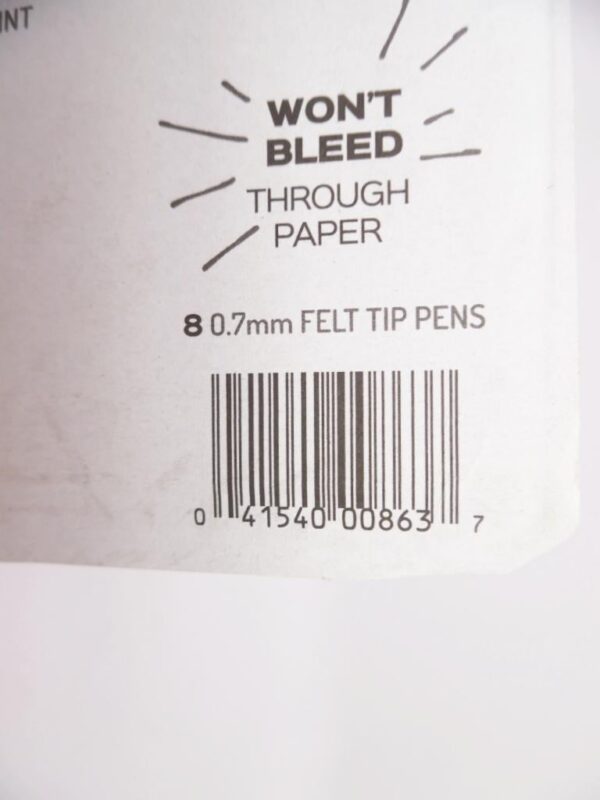 WON'T
BLEED
THROUGH
PAPER
8 0.7mm FELT TIP PENS
0 41540 00863 7